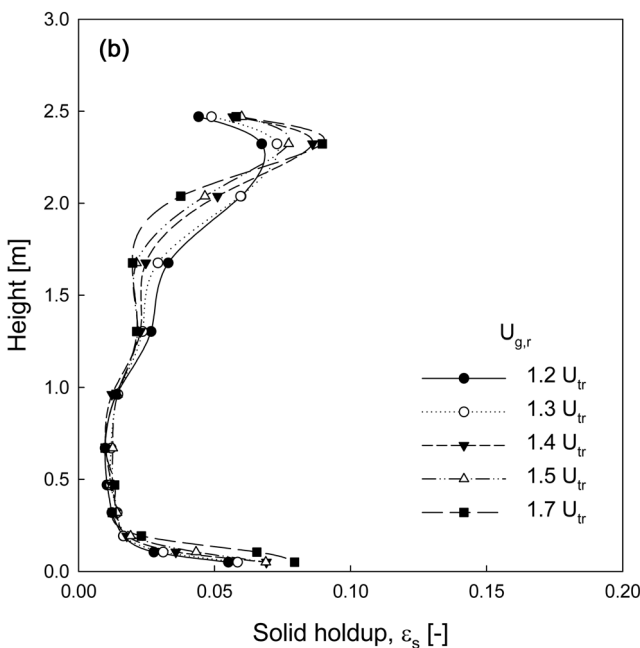 (b)
3.0
2.5
2.0
1.5
1.0
0.5
0.0
Height [m]
0.00 0.05 0.10 0.15 0.20
Solid holdup, εs [-]
Ug,r
1.2 Utr
1.3 Utr
1.4 Utr
1.5 Utr
1.7 Utr